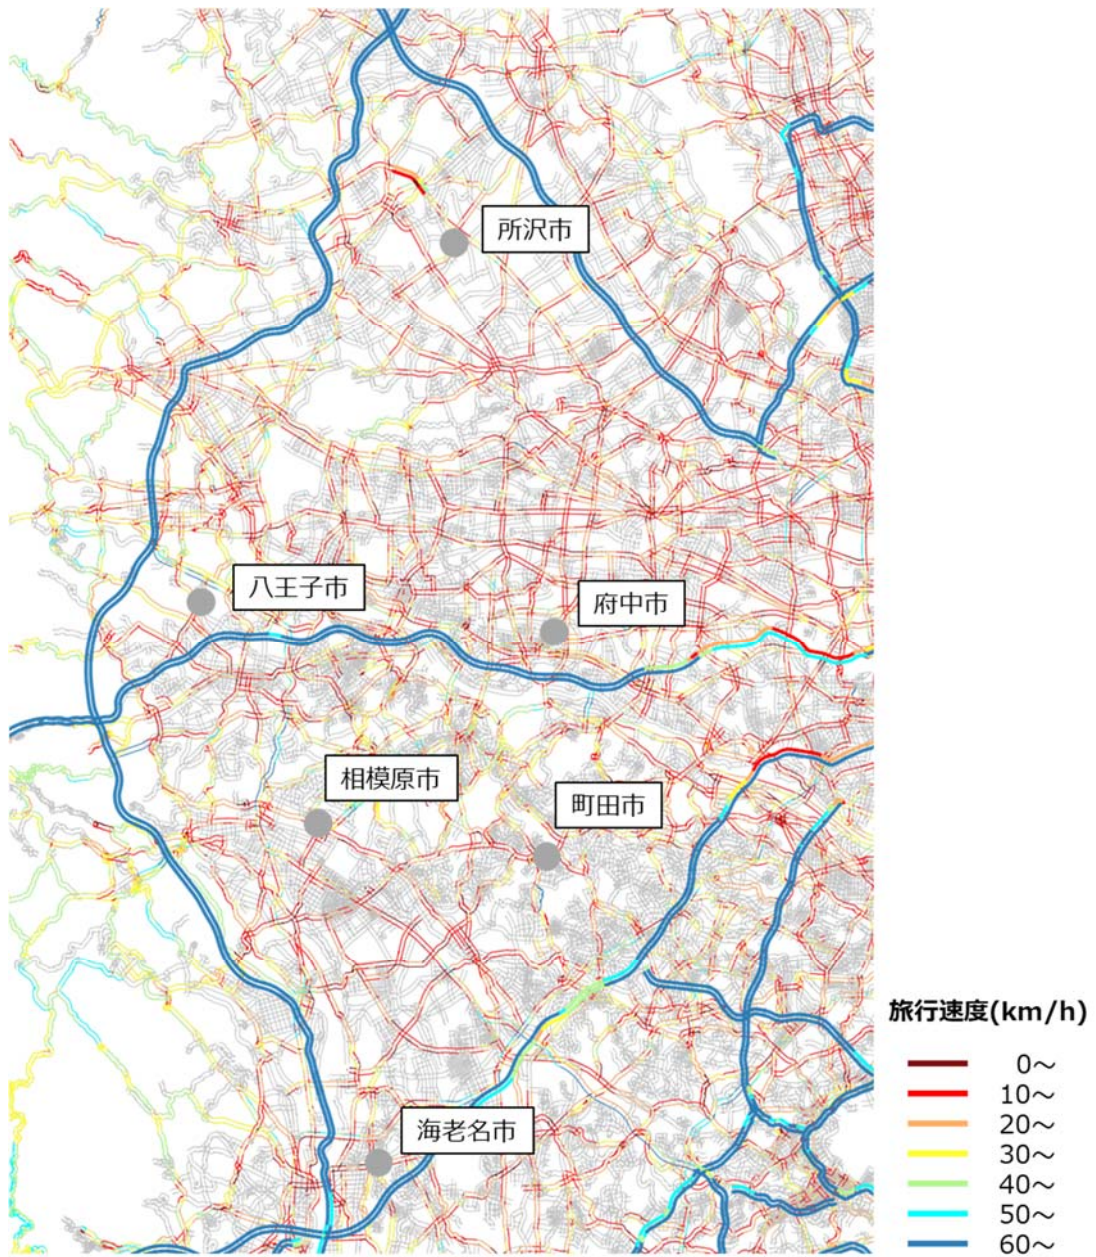 所沢市
八王子市
府中市
相模原市
町田市
海老名市
旅行速度(km/h)
0～
10～
20～
30～
40～
50～
60～